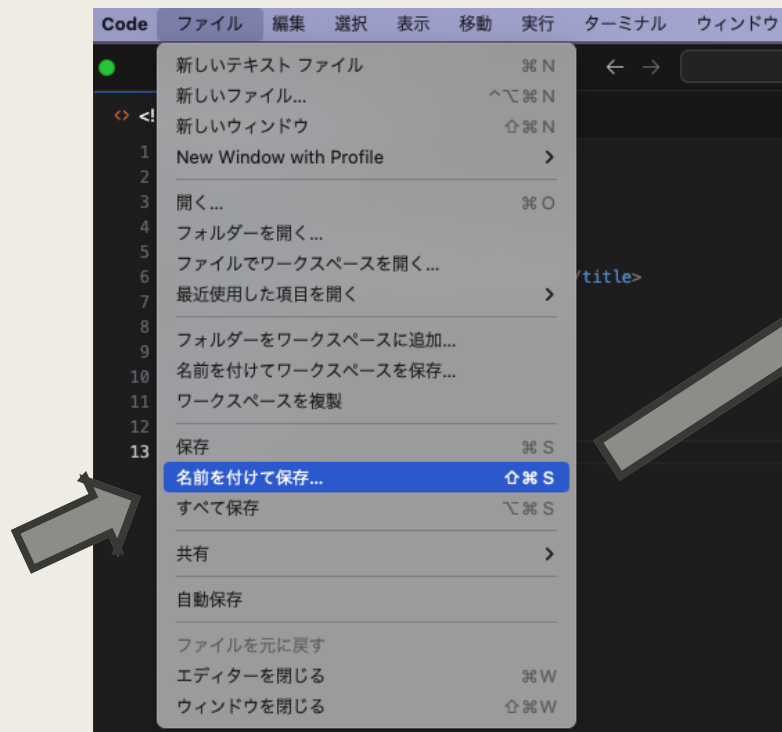 Code ファイル 編集 選択 表示 移動 実行 ターミナル ウィンドウ
新しいテキスト ファイル ⌘ N
新しいファイル... ^⌥⌘ N
新しいウィンドウ ⇧⌘ N
<> <!
1
New Window with Profile >
2
3
開く... ⌘ O
4
フォルダーを開く...
5
ファイルでワークスペースを開く...
6
/title>
7
最近使用した項目を開く >
8
フォルダーをワークスペースに追加...
9
名前を付けてワークスペースを保存...
10
ワークスペースを複製
11
12
保存 ⌘ S
13
名前を付けて保存... ⇧⌘ S
すべて保存 ⌥⌘ S
共有 >
自動保存
ファイルを元に戻す
エディターを閉じる ⌘W
ウィンドウを閉じる ⇧⌘W